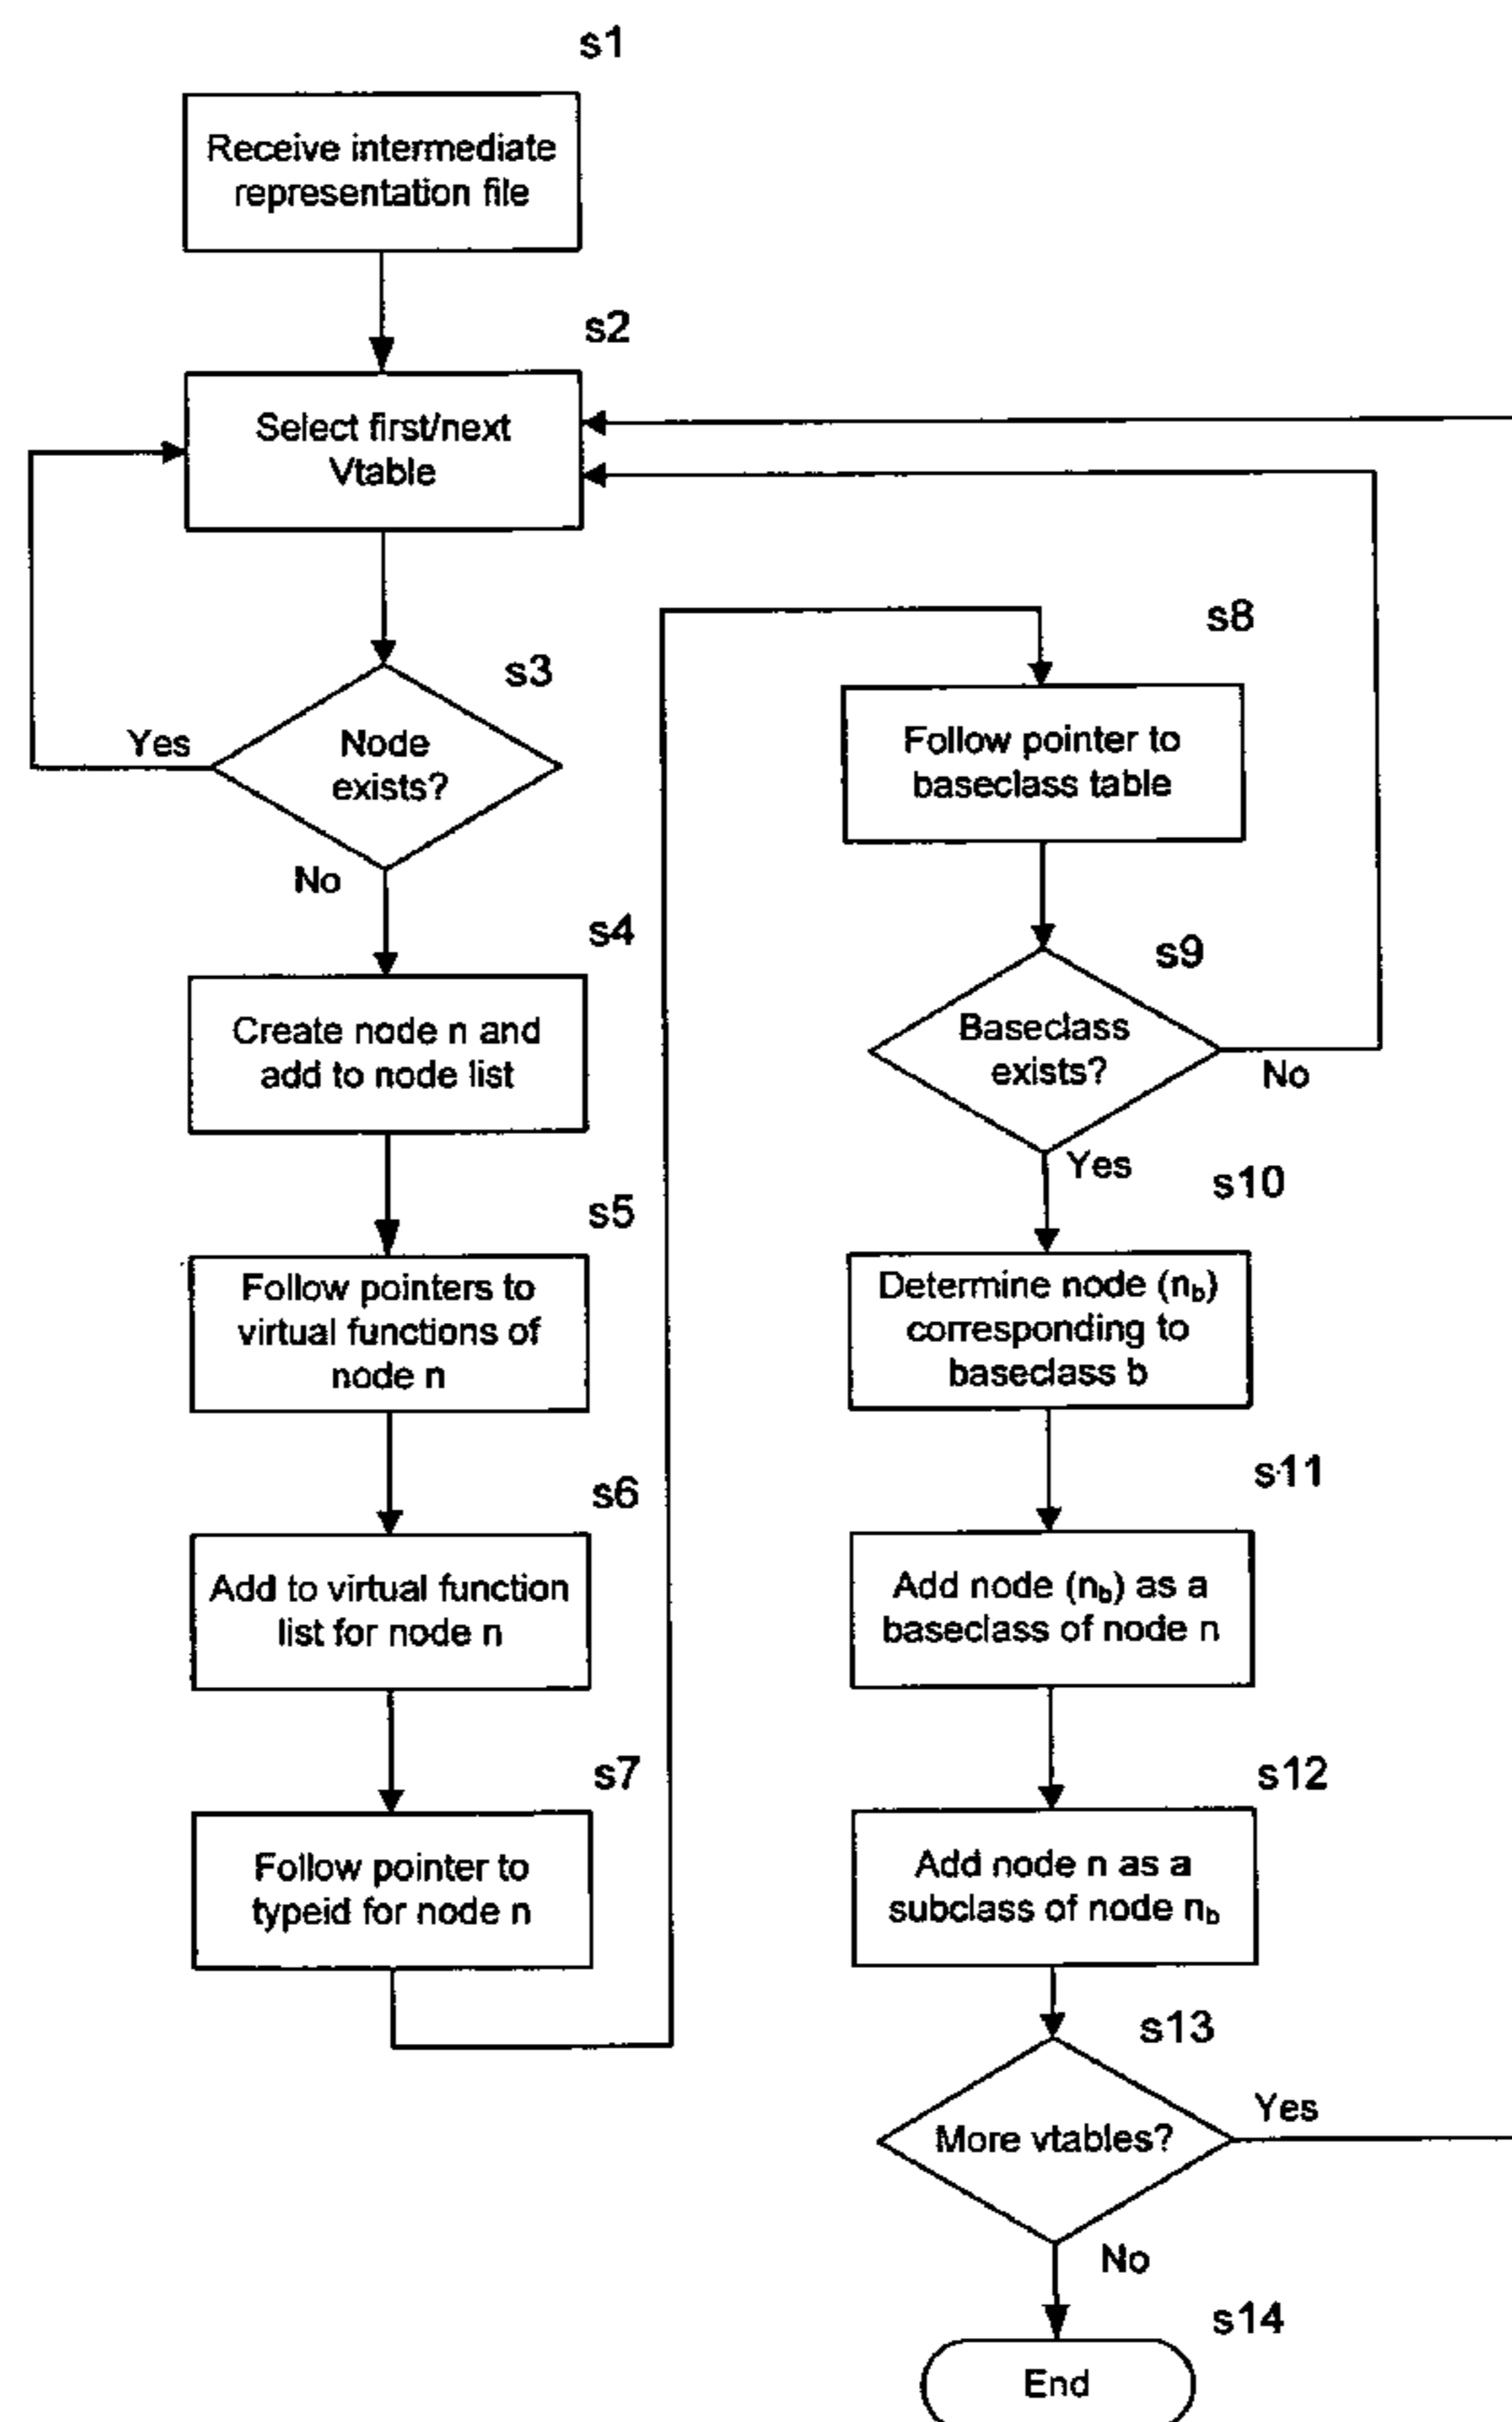 s1
Receive intermediate
representation file
s2
Select first/next
Vtable
s3
Node
exists?
Yes
No
s4
Create node n and
add to node list
s5
Follow pointers to
virtual functions of
node n
s6
Add to virtual function
list for node n
s7
Follow pointer to
typeid for node n
s8
Follow pointer to
baseclass table
s9
Baseclass
exists?
No
Yes
s10
Determine node (n_b)
corresponding to
baseclass b
s11
Add node (n_b) as a
baseclass of node n
s12
Add node n as a
subclass of node n_b
s13
More vtables?
Yes
No
s14
End